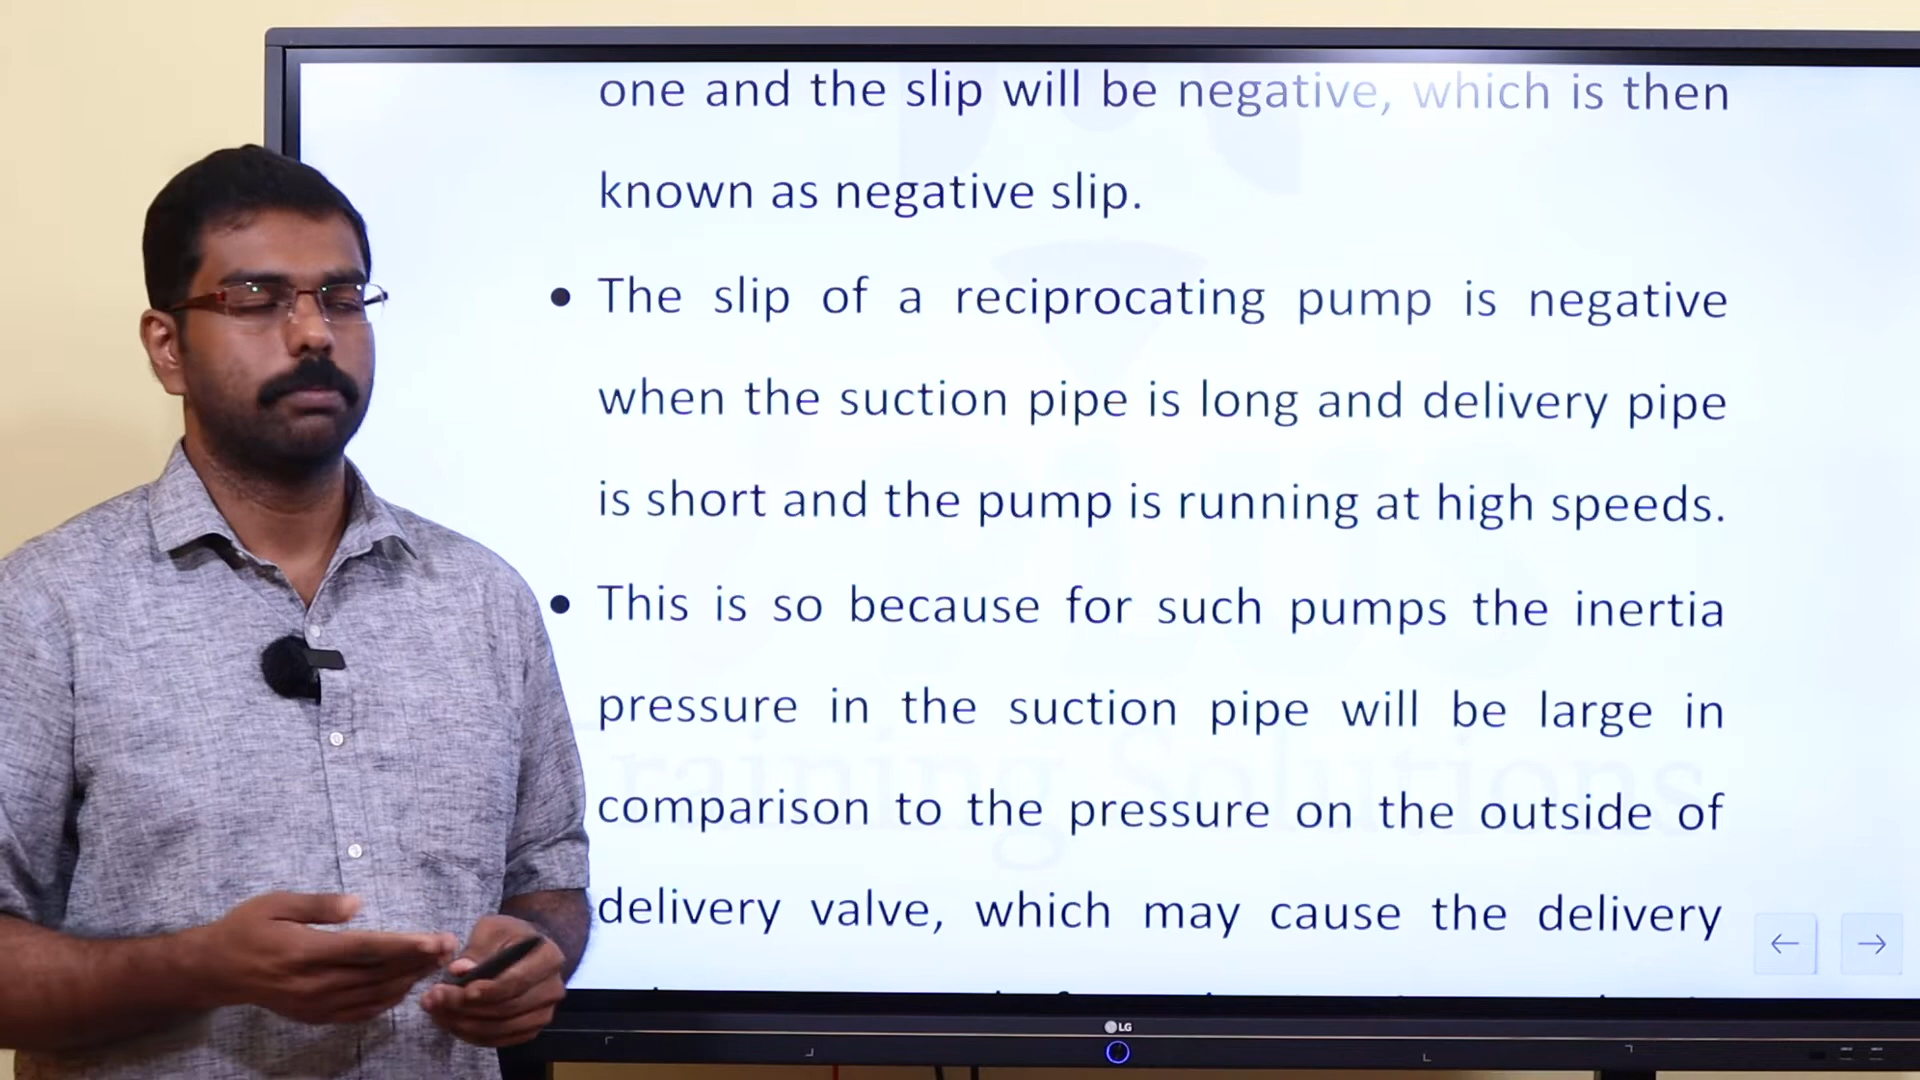 one and the slip will be negative, which is then
known as negative slip.
• The slip of a reciprocating pump is negative
when the suction pipe is long and delivery pipe
is short and the pump is running at high speeds.
• This is so because for such pumps the inertia
pressure in the suction pipe will be large in
comparison to the pressure on the outside of
delivery valve, which may cause the delivery
Training Solutions
LG